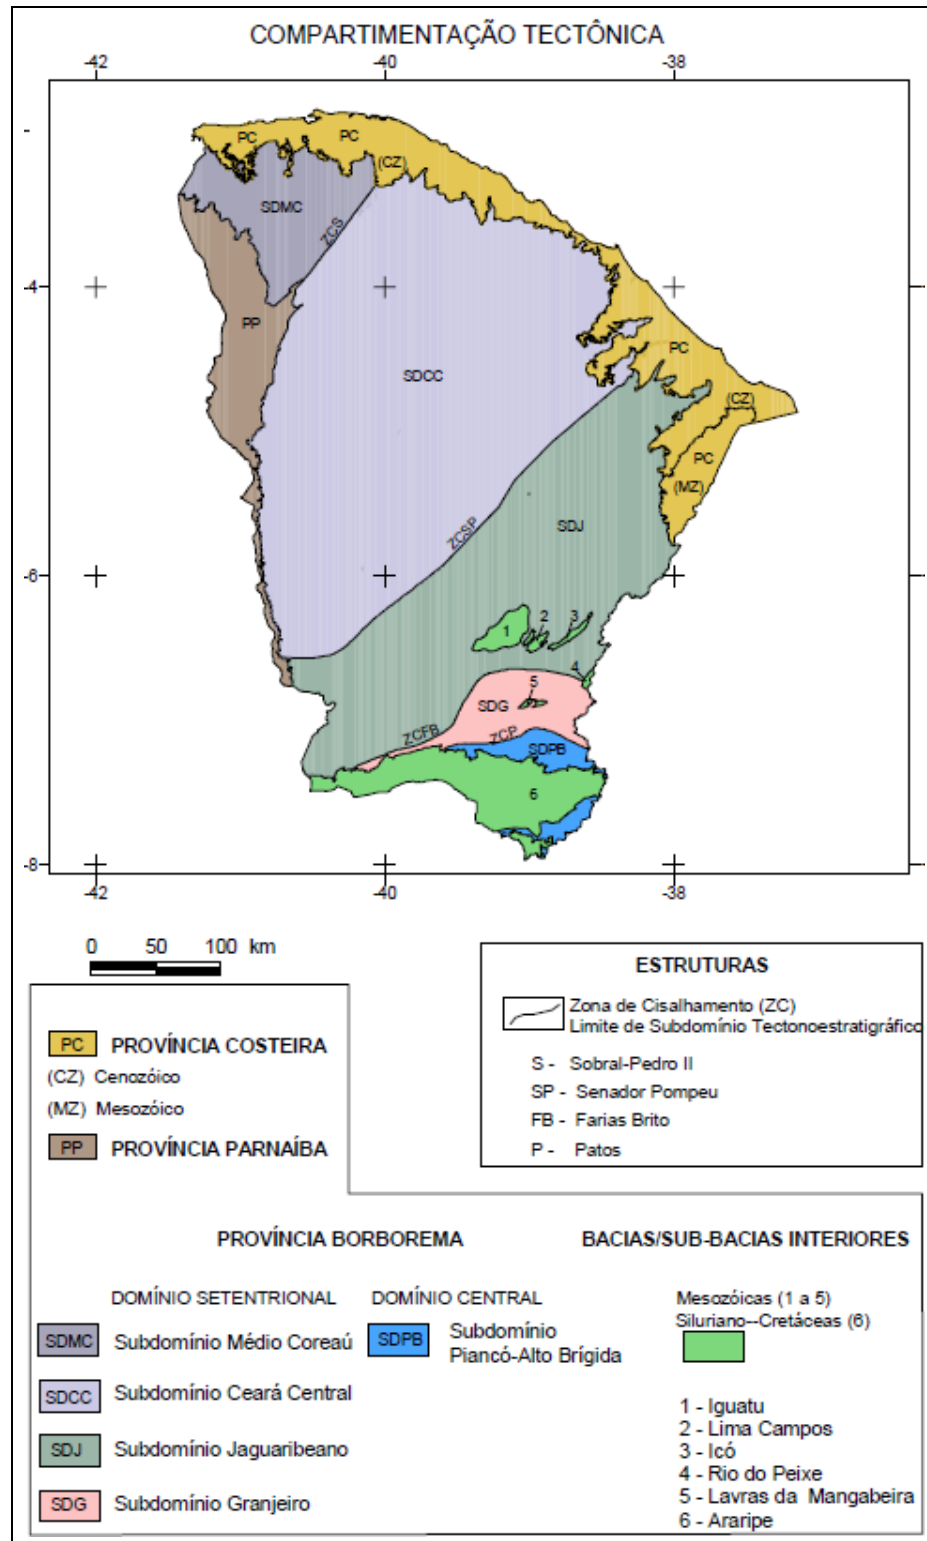 COMPARTIMENTAÇÃO TECTÔNICA
-42 -40 -38
-
PC PC
(CZ)
SDMC
ZCS
-4
PP
PC
SDCC
(CZ)
PC
(MZ)
ZCSP
SDJ
-6
1 2 3
4
5
SDG
ZCFB ZCP
SDPB
6
-8
-42 -40 -38
0 50 100 km
ESTRUTURAS
Zona de Cisalhamento (ZC)
Limite de Subdomínio Tectonoestratigráfico
S - Sobral-Pedro II
SP - Senador Pompeu
FB - Farias Brito
P - Patos
PC PROVÍNCIA COSTEIRA
(CZ) Cenozóico
(MZ) Mesozóico
PP PROVÍNCIA PARNAÍBA
PROVÍNCIA BORBOREMA
DOMÍNIO SETENTRIONAL
SDMC Subdomínio Médio Coreaú
SDCC Subdomínio Ceará Central
SDJ Subdomínio Jaguaribeano
SDG Subdomínio Granjeiro
DOMÍNIO CENTRAL
SDPB Subdomínio
Piancó-Alto Brígida
BACIAS/SUB-BACIAS INTERIORES
Mesozóicas (1 a 5)
Siluriano--Cretáceas (6)
1 - Iguatu
2 - Lima Campos
3 - Icó
4 - Rio do Peixe
5 - Lavras da Mangabeira
6 - Araripe